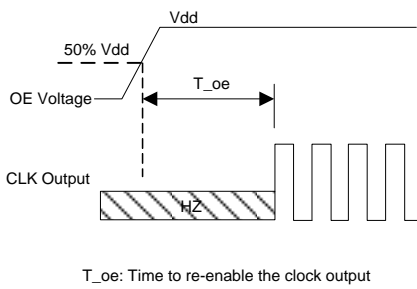 Vdd
50% Vdd
T_oe
OE Voltage
CLK Output
HZ
T_oe: Time to re-enable the clock output